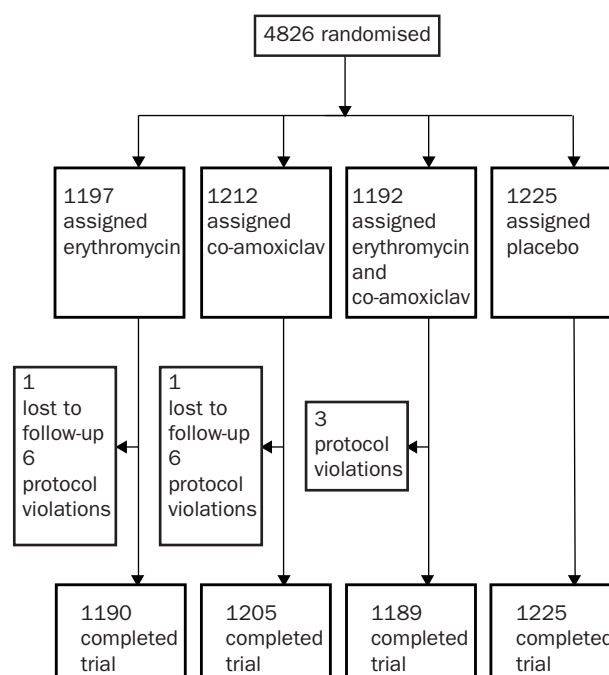 4826 randomised
1197
assigned
erythromycin
1212
assigned
co-amoxiclav
1192
assigned
erythromycin
and
co-amoxiclav
1225
assigned
placebo
1
lost to
follow-up
6
protocol
violations
1
lost to
follow-up
6
protocol
violations
3
protocol
violations
1190
completed
trial
1205
completed
trial
1189
completed
trial
1225
completed
trial